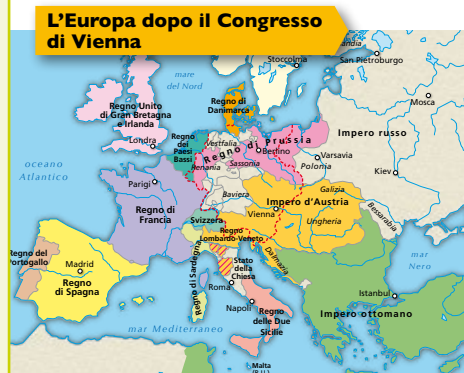 L'Europa dopo il Congresso
di Vienna
Stoccolma
San Pietroburgo
mare
del Nord
Mosca
Regno di
Danimarca
Regno Unito
di Gran Bretagna
e Irlanda
Londra
Regno
dei
Paesi
Bassi
Vestfalia
Regno di Prussia
Berlino
Renania
Sassonia
Impero russo
Varsavia
Polonia
oceano
Atlantico
Kiev
Parigi
Baviera
Galizia
Regno di
Francia
Vienna
Impero d'Austria
Ungheria
Bessarabia
Svizzera
Regno
Lombardo-Veneto
Dalmazia
Regno di Sardegna
Stato
della
Chiesa
Roma
mar
Nero
Regno del
Portogallo
Madrid
Regno
di Spagna
Napoli
Regno
delle Due
Sicilie
Istanbul
Impero ottomano
mar Mediterraneo
Malta
(R.U.)